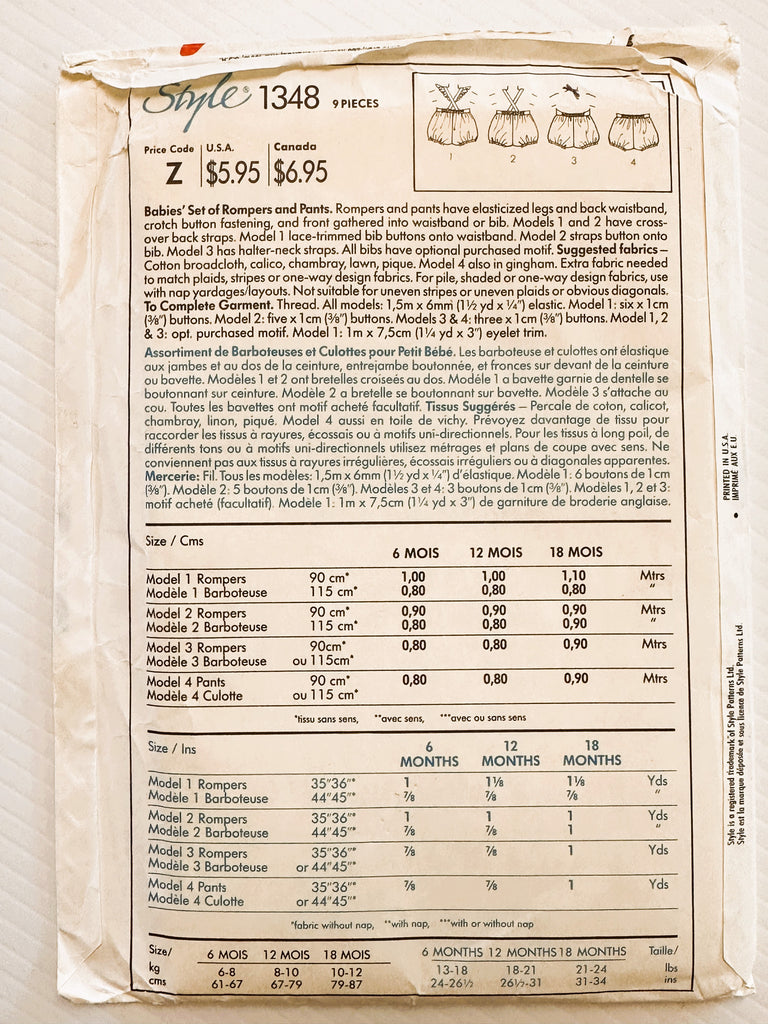 Style® 1348 9 PIECES
Price Code U.S.A. Canada
Z $5.95 $6.95
1 2 3 4
Babies' Set of Rompers and Pants. Rompers and pants have elasticized legs and back waistband,
crotch button fastening, and front gathered into waistband or bib. Models 1 and 2 have cross-
over back straps. Model 1 lace-trimmed bib buttons onto waistband. Model 2 straps button onto
bib. Model 3 has halter-neck straps. All bibs have optional purchased motif. Suggested fabrics —
Cotton broadcloth, calico, chambray, lawn, pique. Model 4 also in gingham. Extra fabric needed
to match plaids, stripes or one-way design fabrics. For pile, shaded or one-way design fabrics, use
with nap yardages/layouts. Not suitable for uneven stripes or uneven plaids or obvious diagonals.
To Complete Garment. Thread. All models: 1,5m x 6mm (1½ yd x ¼") elastic. Model 1: six x 1cm
(⅜") buttons. Model 2: five x 1cm (⅜") buttons. Models 3 & 4: three x 1cm (⅜") buttons. Model 1, 2
& 3: opt. purchased motif. Model 1: 1m x 7,5cm (1¼ yd x 3") eyelet trim.
Assortiment de Barboteuses et Culottes pour Petit Bébé. Les barboteuse et culottes ont élastique
aux jambes et au dos de la ceinture, entrejambe boutonnée, et fronces sur devant de la ceinture
ou bavette. Modèles 1 et 2 ont bretelles croiseés au dos. Modéle 1 a bavette garnie de dentelle se
boutonnant sur ceinture. Modèle 2 a bretelle se boutonnant sur bavette. Modèle 3 s'attache au
cou. Toutes les bavettes ont motif acheté facultatif. Tissus Suggérés — Percale de coton, calicot,
chambray, linon, piqué. Model 4 aussi en toile de vichy. Prévoyez davantage de tissu pour
raccorder les tissus à rayures, écossais ou à motifs uni-directionnels. Pour les tissus à long poil, de
différents tons ou à motifs uni-directionnels utilisez métrages et plans de coupe avec sens. Ne
conviennent pas aux tissus à rayures irrégulières, écossais irréguliers ou à diagonales apparentes.
Mercerie: Fil. Tous les modèles: 1,5m x 6mm (1½ yd x ¼") d'élastique. Modèle 1: 6 boutons de 1cm
(⅜"). Modèle 2: 5 boutons de 1cm (⅜"). Modèles 3 et 4: 3 boutons de 1cm (⅜"). Modèles 1, 2 et 3:
motif acheté (facultatif). Modèle 1: 1m x 7,5cm (1¼ yd x 3") de garniture de broderie anglaise.
Size / Cms
6 MOIS 12 MOIS 18 MOIS
Model 1 Rompers 90 cm* 1,00 1,00 1,10 Mtrs
Modèle 1 Barboteuse 115 cm* 0,80 0,80 0,80 "
Model 2 Rompers 90 cm* 0,90 0,90 0,90 Mtrs
Modèle 2 Barboteuse 115 cm* 0,80 0,80 0,90 "
Model 3 Rompers 90cm* 0,80 0,80 0,90 Mtrs
Modèle 3 Barboteuse ou 115cm*
Model 4 Pants 90 cm* 0,80 0,80 0,90 Mtrs
Modèle 4 Culotte ou 115 cm*
*tissu sans sens, **avec sens, ***avec ou sans sens
Size / Ins 6 12 18
MONTHS MONTHS MONTHS
Model 1 Rompers 35"36"* 1 1⅛ 1⅛ Yds
Modèle 1 Barboteuse 44"45"* ⅞ ⅞ ⅞ "
Model 2 Rompers 35"36"* 1 1 1 Yds
Modèle 2 Barboteuse 44"45"* ⅞ ⅞ 1 "
Model 3 Rompers 35"36"* ⅞ ⅞ 1 Yds
Modèle 3 Barboteuse or 44"45"*
Model 4 Pants 35"36"* ⅞ ⅞ 1 Yds
Modèle 4 Culotte or 44"45"*
*fabric without nap, **with nap, ***with or without nap
Size/ 6 MOIS 12 MOIS 18 MOIS 6 MONTHS 12 MONTHS 18 MONTHS Taille/
kg 6-8 8-10 10-12 13-18 18-21 21-24 lbs
cms 61-67 67-79 79-87 24-26½ 26½-31 31-34 ins
PRINTED IN U.S.A.
IMPRIMÉ AUX E.U.
Style is a registered trademark of Style Patterns Ltd.
Style est la marque déposée et sous licence de Style Patterns Ltd.